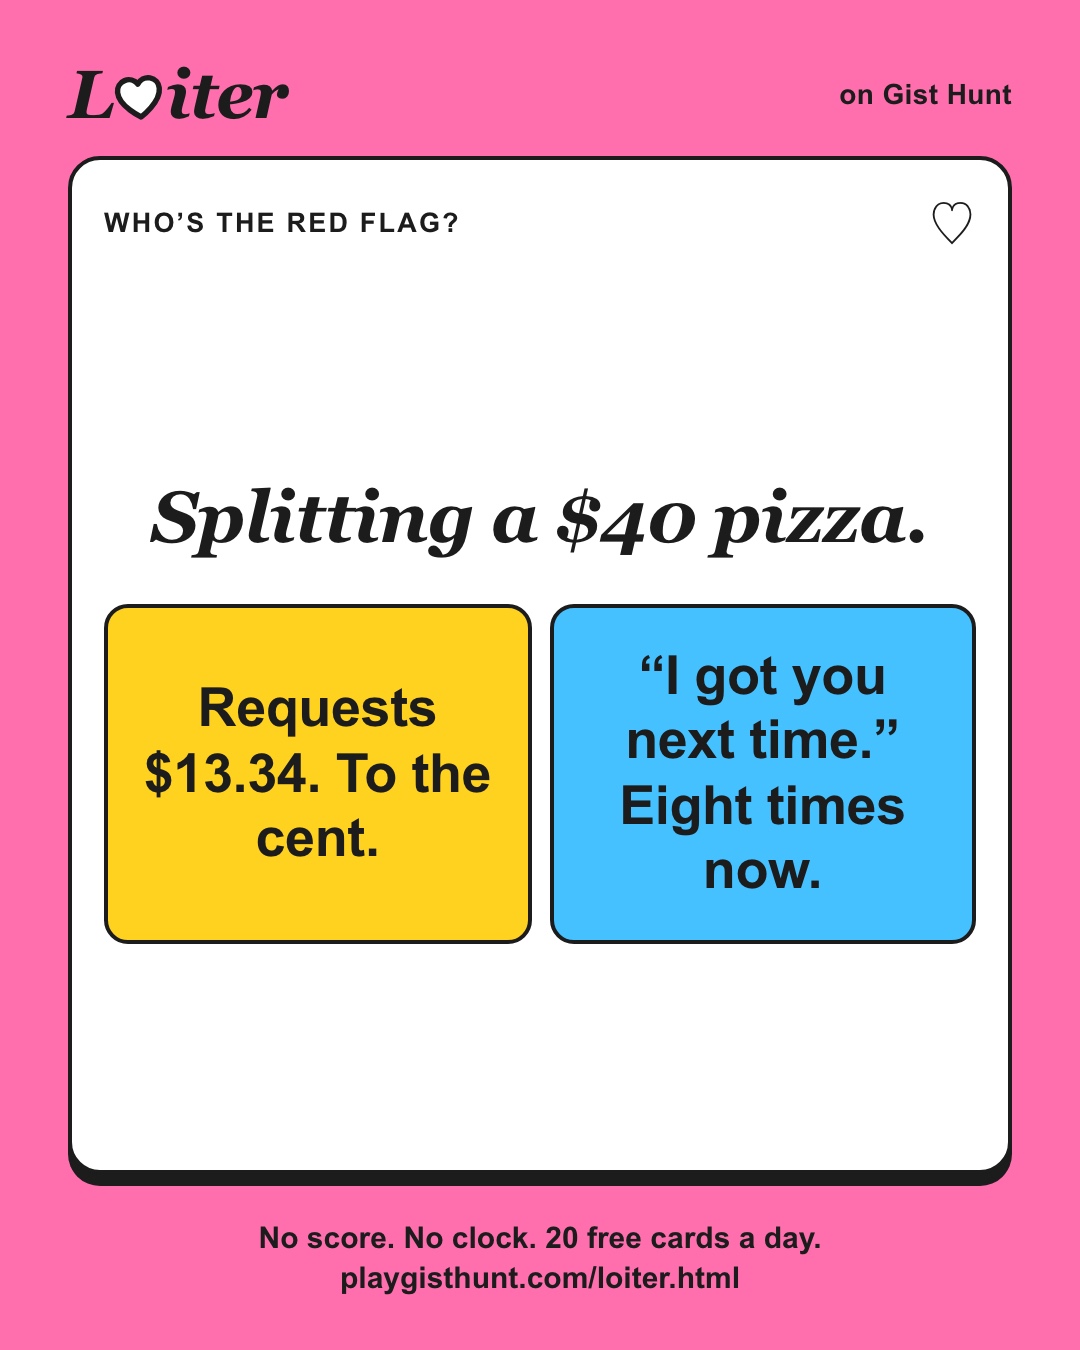 Loiter
on Gist Hunt
WHO’S THE RED FLAG?
Splitting a $40 pizza.
Requests
$13.34. To the
cent.
“I got you
next time.”
Eight times
now.
No score. No clock. 20 free cards a day.
playgisthunt.com/loiter.html